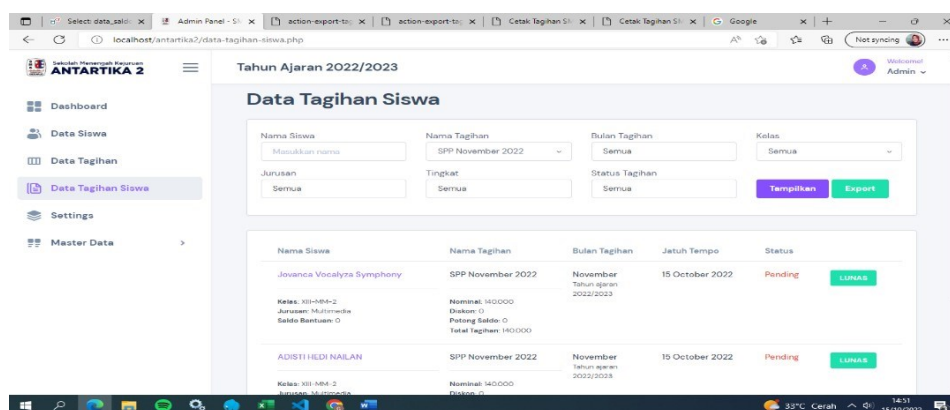 Select: data_sald
Admin Panel - S
action-export-tag
action-export-tag
Cetak Tagihan S
Cetak Tagihan S
Google
localhost/antartika2/data-tagihan-siswa.php
Not syncing
Sekolah Menengah Kejuruan
ANTARTIKA 2
Tahun Ajaran 2022/2023
Welcome!
Admin
Dashboard
Data Siswa
Data Tagihan
Data Tagihan Siswa
Settings
Master Data
Data Tagihan Siswa
Nama Siswa Nama Tagihan Bulan Tagihan Kelas
Masukkan nama SPP November 2022 Semua Semua
Jurusan Tingkat Status Tagihan
Semua Semua Semua Tampilkan Export
Nama Siswa Nama Tagihan Bulan Tagihan Jatuh Tempo Status
Jovanca Vocalyza Symphony SPP November 2022 November 15 October 2022 Pending LUNAS
Tahun ajaran
2022/2023
Kelas: XIII-MM-2 Nominal: 140.000
Jurusan: Multimedia Diskon: 0
Saldo Bantuan: 0 Potong Saldo: 0
Total Tagihan: 140.000
ADISTI HEDI NAILAN SPP November 2022 November 15 October 2022 Pending LUNAS
Tahun ajaran
2022/2023
Kelas: XIII-MM-2 Nominal: 140.000
Jurusan: Multimedia Diskon: 0
33°C Cerah
14:51
15/10/2022